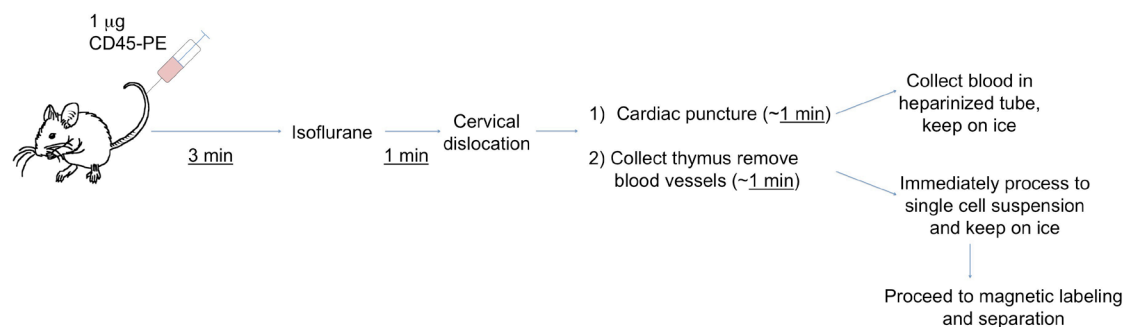 1 μg
CD45-PE
3 min
Isoflurane
1 min
Cervical
dislocation
1) Cardiac puncture (~1 min)
2) Collect thymus remove
blood vessels (~1 min)
Collect blood in
heparinized tube,
keep on ice
Immediately process to
single cell suspension
and keep on ice
Proceed to magnetic labeling
and separation